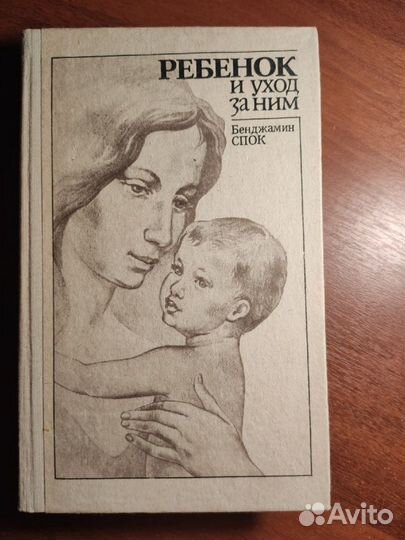 РЕБЕНОК
и уход
за ним
Бенджамин
СПОК
Avito